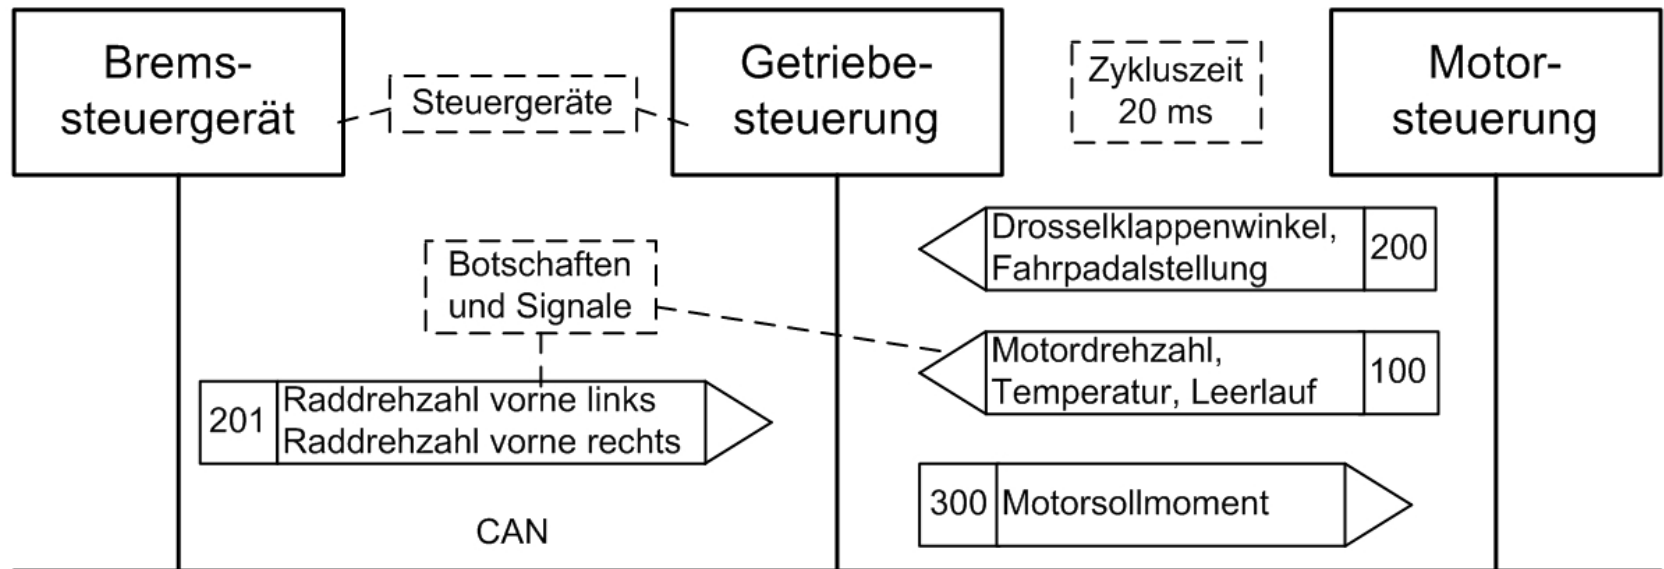 Brems-
steuergerät
Steuergeräte
Getriebe-
steuerung
Zykluszeit
20 ms
Motor-
steuerung
Drosselklappenwinkel,
Fahrpadalstellung
200
Botschaften
und Signale
Motordrehzahl,
Temperatur, Leerlauf
100
201
Raddrehzahl vorne links
Raddrehzahl vorne rechts
300
Motorsollmoment
CAN